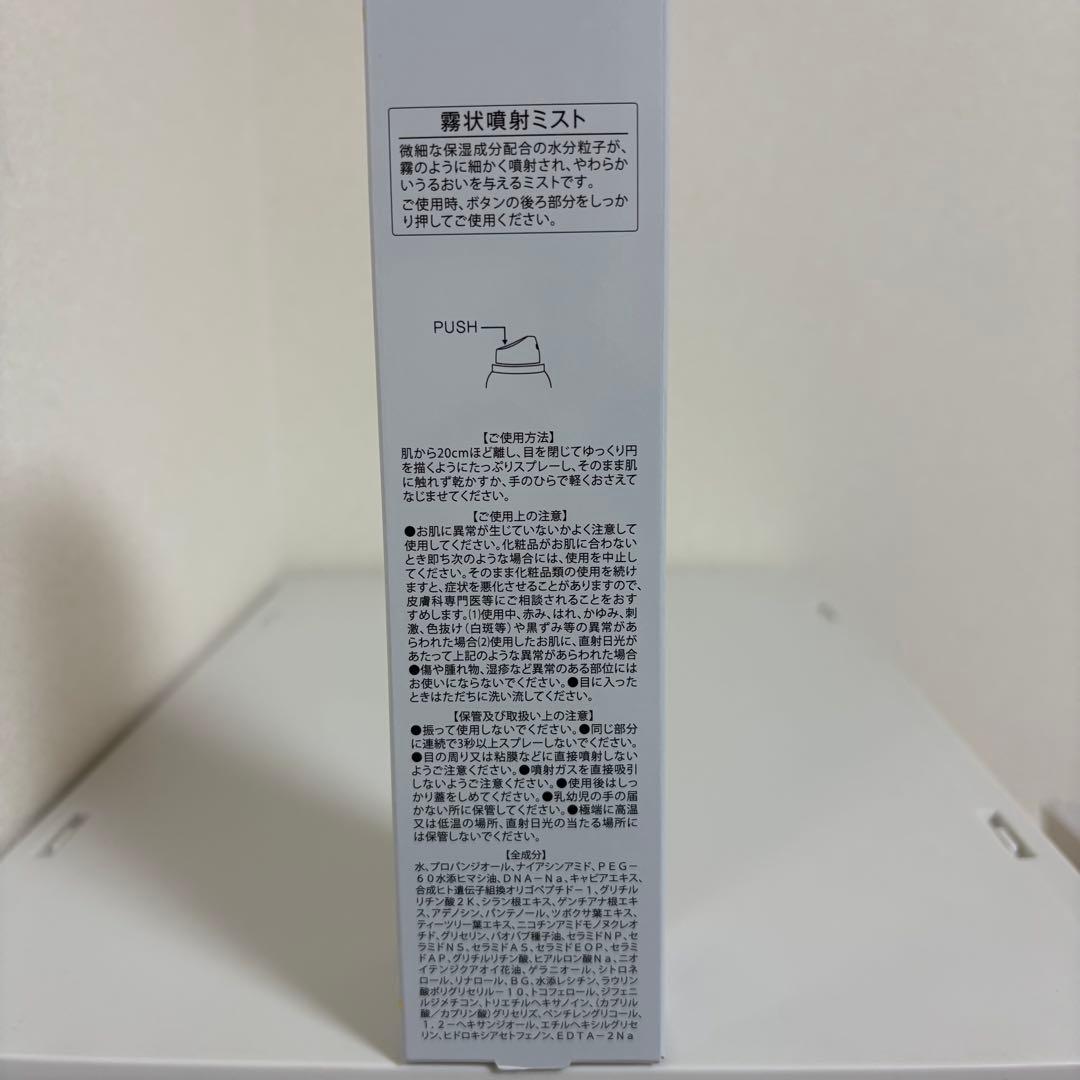 霧状噴射ミスト
微細な保湿成分配合の水分粒子が、
霧のように細かく噴射され、やわらか
いうるおいを与えるミストです。
ご使用時、ボタンの後ろ部分をしっか
り押してご使用ください。
PUSH
【ご使用方法】
肌から20cmほど離し、目を閉じてゆっくり円
を描くようにたっぷりスプレーし、そのまま肌
に触れず乾かすか、手のひらで軽くおさえて
なじませてください。
【ご使用上の注意】
●お肌に異常が生じていないかよく注意して
使用してください。化粧品がお肌に合わない
とき即ち次のような場合には、使用を中止し
てください。そのまま化粧品類の使用を続け
ますと、症状を悪化させることがありますので、
皮膚科専門医等にご相談されることをおす
すめします。(1)使用中、赤み、はれ、かゆみ、刺
激、色抜け(白斑等)や黒ずみ等の異常があ
らわれた場合(2)使用したお肌に、直射日光が
あたって上記のような異常があらわれた場合
●傷や腫れ物、湿疹など異常のある部位には
お使いにならないでください。●目に入った
ときはただちに洗い流してください。
【保管及び取扱い上の注意】
●振って使用しないでください。●同じ部分
に連続で3秒以上スプレーしないでください。
●目の周り又は粘膜などに直接噴射しない
ようご注意ください。●噴射ガスを直接吸引
しないようご注意ください。●使用後はしっ
かり蓋をしめてください。●乳幼児の手の届
かない所に保管してください。●極端に高温
又は低温の場所、直射日光の当たる場所に
は保管しないでください。
【全成分】
水、プロパンジオール、ナイアシンアミド、PEG-
60水添ヒマシ油、DNA-Na、キャビアエキス、
合成ヒト遺伝子組換オリゴペプチド-1、グリチル
リチン酸2K、シラン根エキス、ゲンチアナ根エキ
ス、アデノシン、パンテノール、ツボクサ葉エキス、
ティーツリー葉エキス、ニコチンアミドモノヌクレオ
チド、グリセリン、バオバブ種子油、セラミドNP、セ
ラミドNS、セラミドAS、セラミドEOP、セラミ
ドAP、グリチルリチン酸、ヒアルロン酸Na、ニオ
イテンジクアオイ花油、ゲラニオール、シトロネ
ロール、リナロール、BG、水添レシチン、ラウリン
酸ポリグリセリル-10、トコフェロール、ジフェニ
ルジメチコン、トリエチルヘキサノイン、(カプリル
酸/カプリン酸)グリセリズ、ペンチレングリコール、
1,2-ヘキサンジオール、エチルヘキシルグリセ
リン、ヒドロキシアセトフェノン、EDTA-2Na